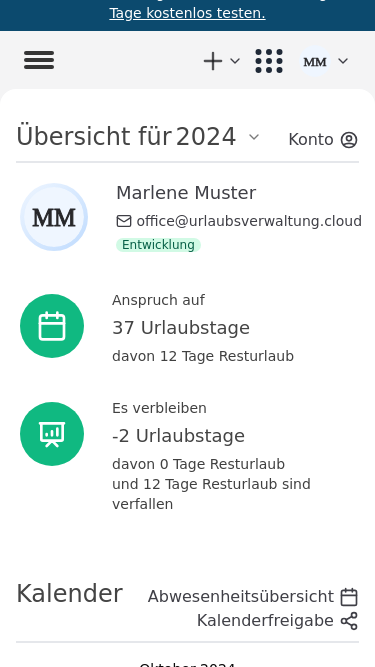 Tage kostenlos testen.
MM
Übersicht für 2024
Konto
MM
Marlene Muster
office@urlaubsverwaltung.cloud
Entwicklung
Anspruch auf
37 Urlaubstage
davon 12 Tage Resturlaub
Es verbleiben
-2 Urlaubstage
davon 0 Tage Resturlaub
und 12 Tage Resturlaub sind
verfallen
Kalender
Abwesenheitsübersicht
Kalenderfreigabe
Oktober 2024